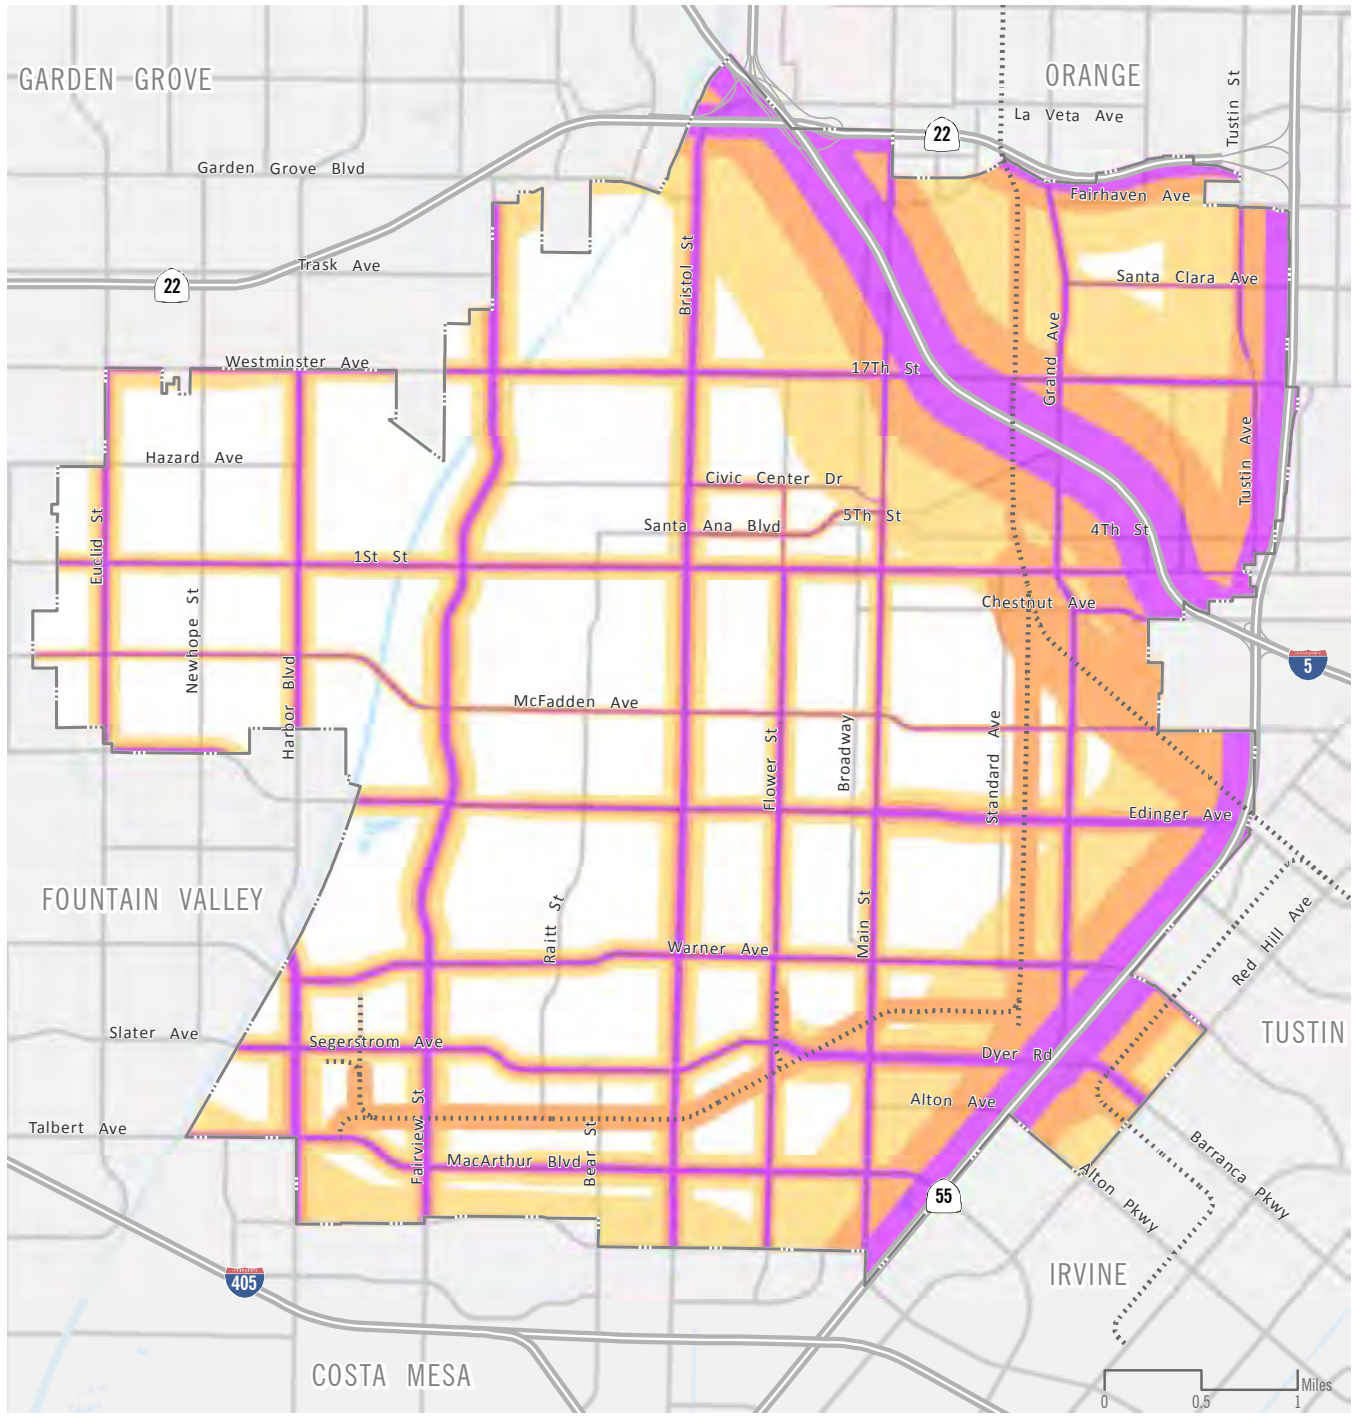 GARDEN GROVE
ORANGE
Tustin St
La Veta Ave
22
Garden Grove Blvd
Fairhaven Ave
Trask Ave
22
Bristol St
Santa Clara Ave
Grand Ave
Westminster Ave
17Th St
Tustin Ave
Hazard Ave
Civic Center Dr
Santa Ana Blvd
5Th St
4Th St
Euclid St
1St St
Newhope St
Chestnut Ave
5
Harbor Blvd
McFadden Ave
Flower St
Broadway
Standard Ave
Edinger Ave
FOUNTAIN VALLEY
Raitt St
Main St
Warner Ave
Red Hill Ave
Slater Ave
Segerstrom Ave
Dyer Rd
TUSTIN
Fairview St
Alton Ave
Talbert Ave
Bear St
MacArthur Blvd
Barranca Pkwy
Alton Pkwy
55
405
IRVINE
COSTA MESA
Miles
0 0.5 1